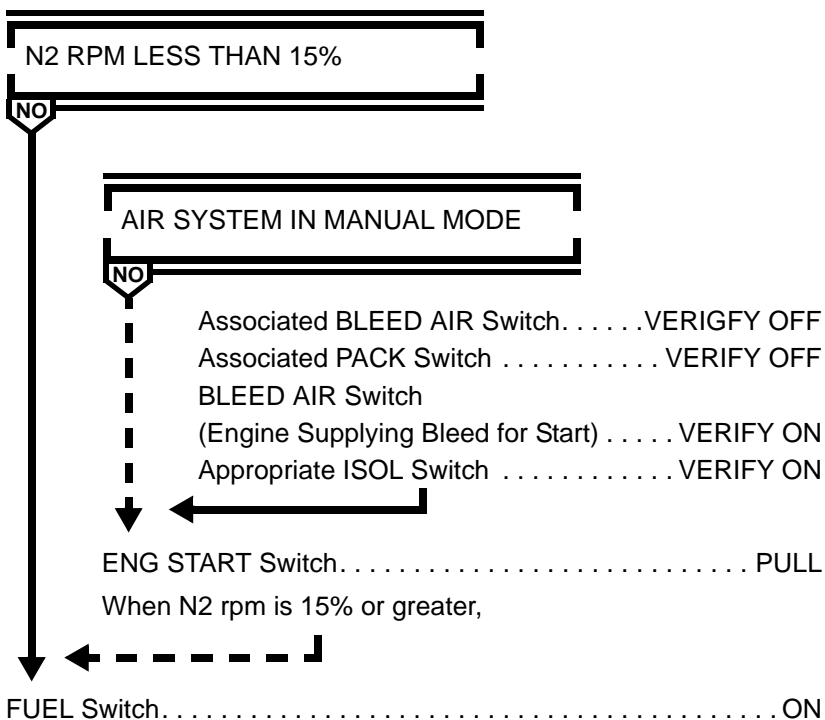 N2 RPM LESS THAN 15%
NO
AIR SYSTEM IN MANUAL MODE
NO
Associated BLEED AIR Switch. . . . . .VERIGFY OFF
Associated PACK Switch . . . . . . . . . . . VERIFY OFF
BLEED AIR Switch
(Engine Supplying Bleed for Start) . . . . . VERIFY ON
Appropriate ISOL Switch . . . . . . . . . . . . VERIFY ON
ENG START Switch. . . . . . . . . . . . . . . . . . . . . . . . . . . . PULL
When N2 rpm is 15% or greater,
FUEL Switch. . . . . . . . . . . . . . . . . . . . . . . . . . . . . . . . . . . . . . . . . . ON